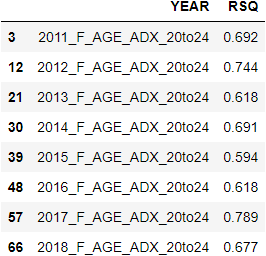 YEAR RSQ
3 2011_F_AGE_ADX_20to24 0.692
12 2012_F_AGE_ADX_20to24 0.744
21 2013_F_AGE_ADX_20to24 0.618
30 2014_F_AGE_ADX_20to24 0.691
39 2015_F_AGE_ADX_20to24 0.594
48 2016_F_AGE_ADX_20to24 0.618
57 2017_F_AGE_ADX_20to24 0.789
66 2018_F_AGE_ADX_20to24 0.677